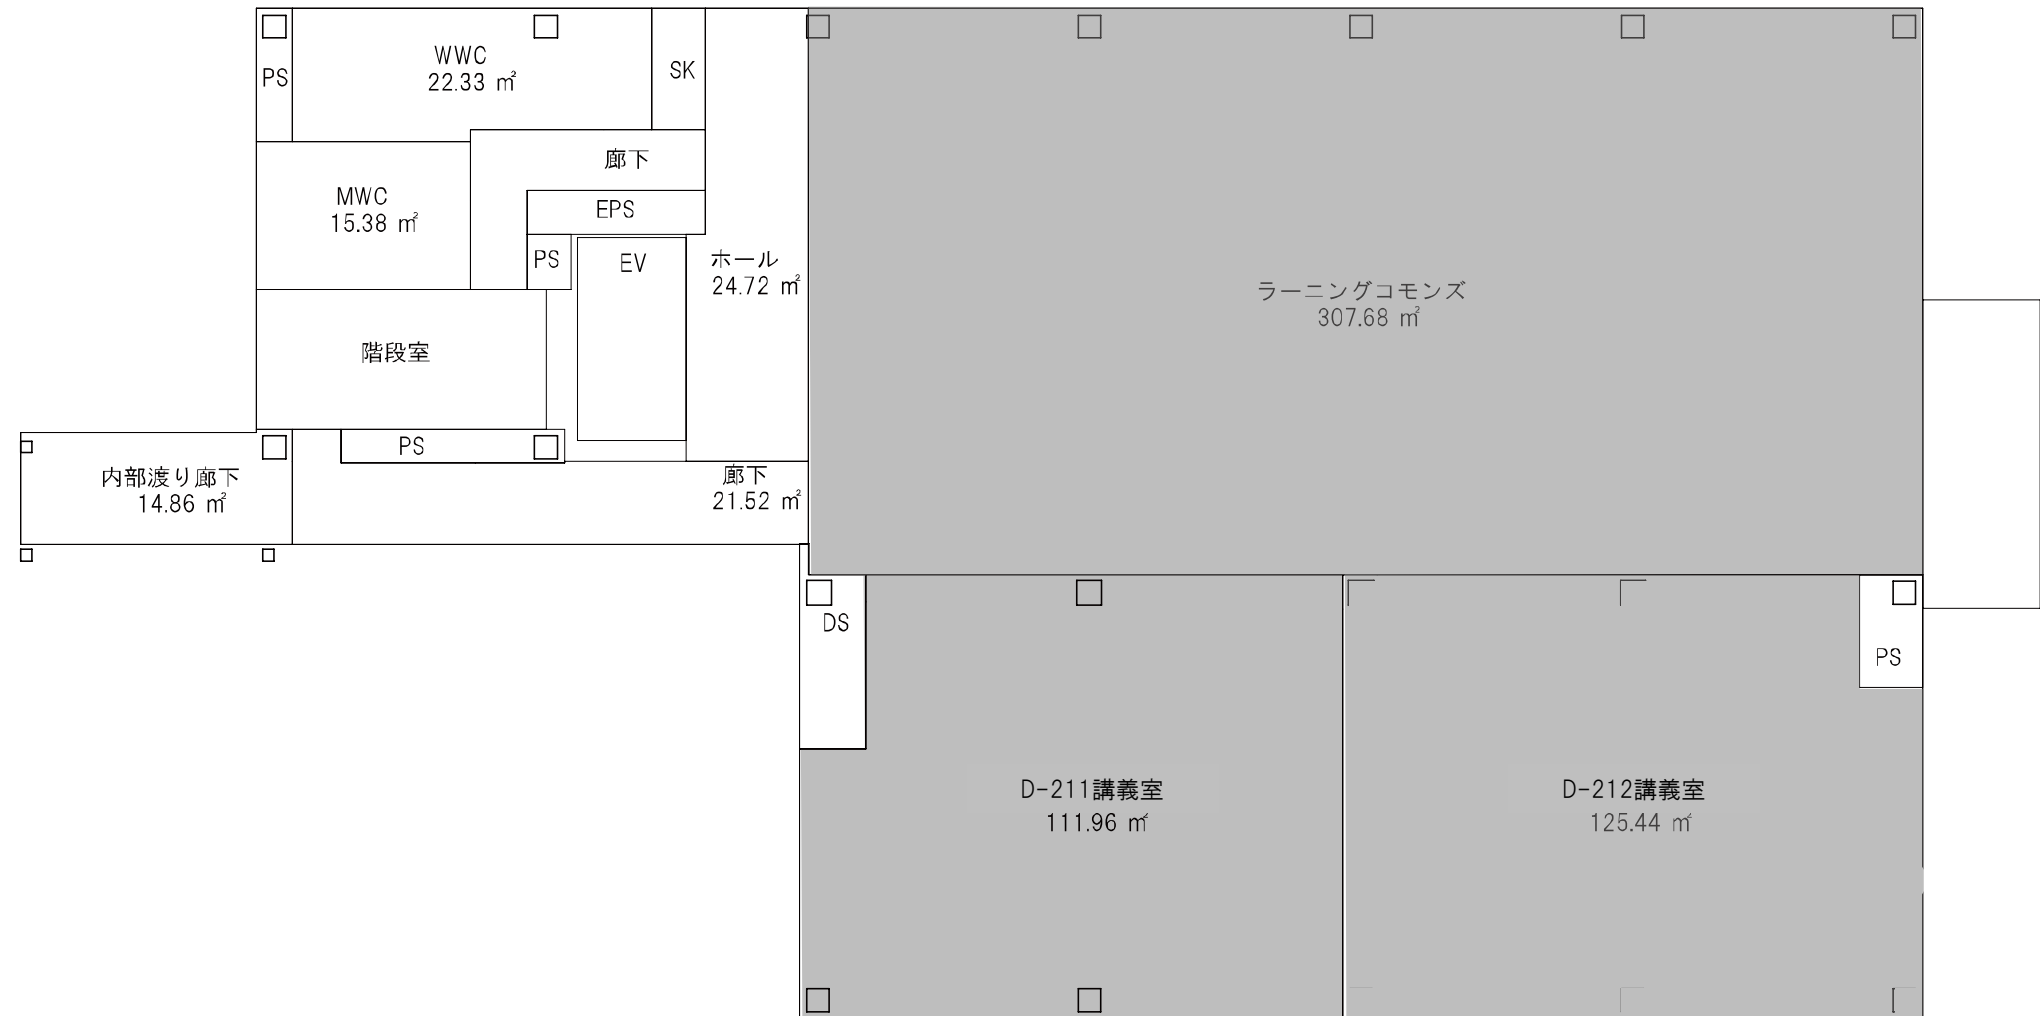 WWC
22.33 ㎡
SK
PS
廊下
MWC
15.38 ㎡
EPS
PS
EV
ホール
24.72 ㎡
ラーニングコモンズ
307.68 ㎡
階段室
PS
内部渡り廊下
14.86 ㎡
廊下
21.52 ㎡
DS
PS
D-211講義室
111.96 ㎡
D-212講義室
125.44 ㎡